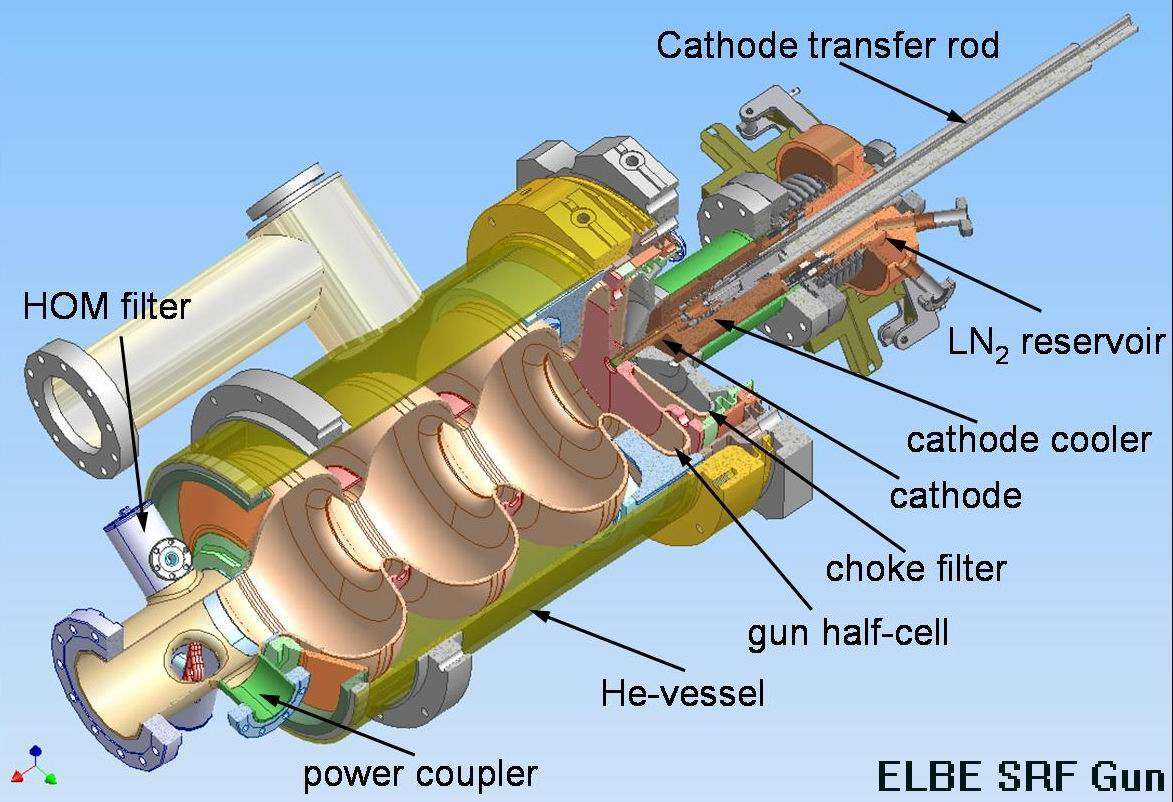 Cathode transfer rod
HOM filter
LN₂ reservoir
cathode cooler
cathode
choke filter
gun half-cell
He-vessel
power coupler
ELBE SRF Gun